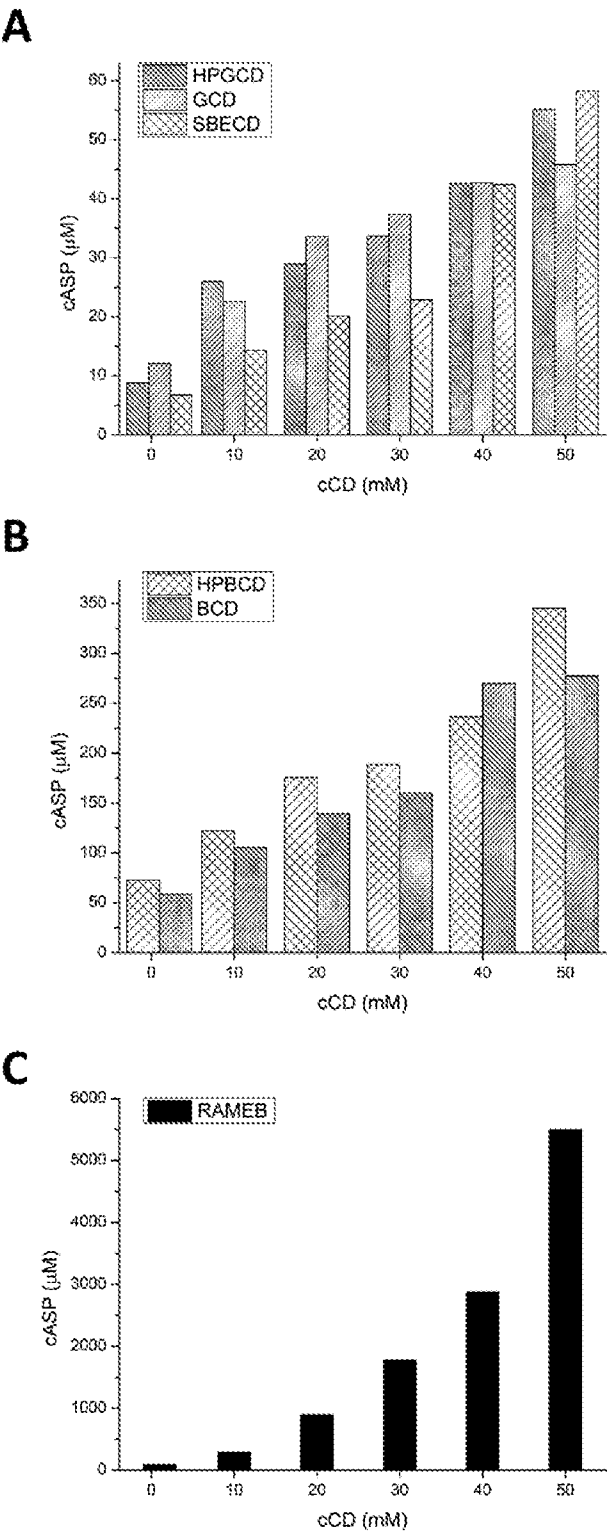 A
HPGCD
GCD
SBECD
60
50
40
30
20
10
0
cASP (μM)
0 10 20 30 40 50
cCD (mM)
B
HPBCD
BCD
350
300
250
200
150
100
50
0
cASP (μM)
0 10 20 30 40 50
cCD (mM)
C
RAMEB
6000
5000
4000
3000
2000
1000
0
cASP (μM)
0 10 20 30 40 50
cCD (mM)